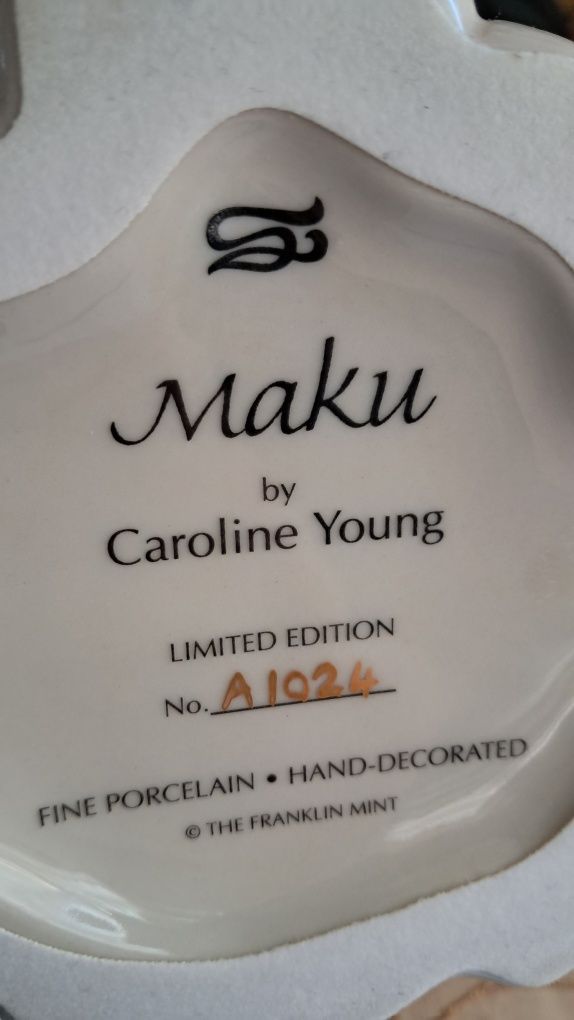 Maku
by
Caroline Young
LIMITED EDITION
No. A1024
FINE PORCELAIN • HAND-DECORATED
© THE FRANKLIN MINT